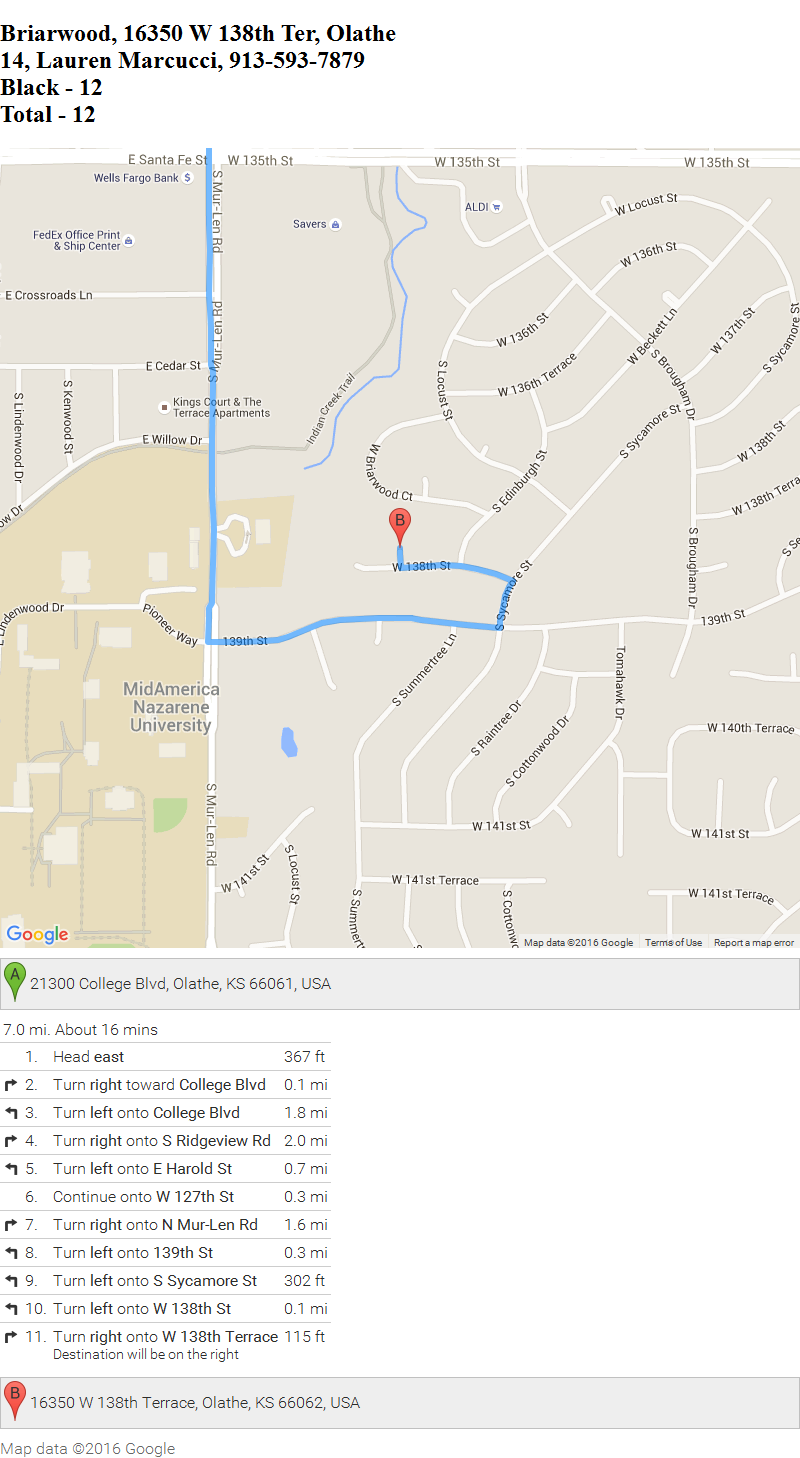 Briarwood, 16350 W 138th Ter, Olathe
14, Lauren Marcucci, 913-593-7879
Black - 12
Total - 12
E Santa Fe St
W 135th St
W 135th St
W 135th St
Wells Fargo Bank
S Mur-Len Rd
ALDI
W Locust St
Savers
FedEx Office Print
& Ship Center
W 136th St
E Crossroads Ln
S Mur-Len Rd
W 136th St
W Beckett Ln
W 137th St
S Sycamore St
E Cedar St
S Locust St
W 136th Terrace
S Brougham Dr
S Lindenwood Dr
S Kenwood St
Kings Court & The
Terrace Apartments
Indian Creek Trail
S Sycamore St
E Willow Dr
W Briarwood Ct
S Edinburgh St
W 138th St
W 138th Terra
ow Dr
B
W 138th St
S Sycamore St
S Brougham Dr
S Se
Lindenwood Dr
Pioneer Way
139th St
139th St
S Summertree Ln
Tomahawk Dr
MidAmerica
Nazarene
University
S Raintree Dr
S Cottonwood Dr
W 140th Terrace
S Mur-Len Rd
W 141st St
W 141st St
W 141st St
S Locust St
W 141st Terrace
W 141st Terrace
S Summert
S Cottonwo
Google
Map data ©2016 Google
Terms of Use
Report a map error
A
21300 College Blvd, Olathe, KS 66061, USA
7.0 mi. About 16 mins
1. Head east 367 ft
2. Turn right toward College Blvd 0.1 mi
3. Turn left onto College Blvd 1.8 mi
4. Turn right onto S Ridgeview Rd 2.0 mi
5. Turn left onto E Harold St 0.7 mi
6. Continue onto W 127th St 0.3 mi
7. Turn right onto N Mur-Len Rd 1.6 mi
8. Turn left onto 139th St 0.3 mi
9. Turn left onto S Sycamore St 302 ft
10. Turn left onto W 138th St 0.1 mi
11. Turn right onto W 138th Terrace 115 ft
Destination will be on the right
B
16350 W 138th Terrace, Olathe, KS 66062, USA
Map data ©2016 Google